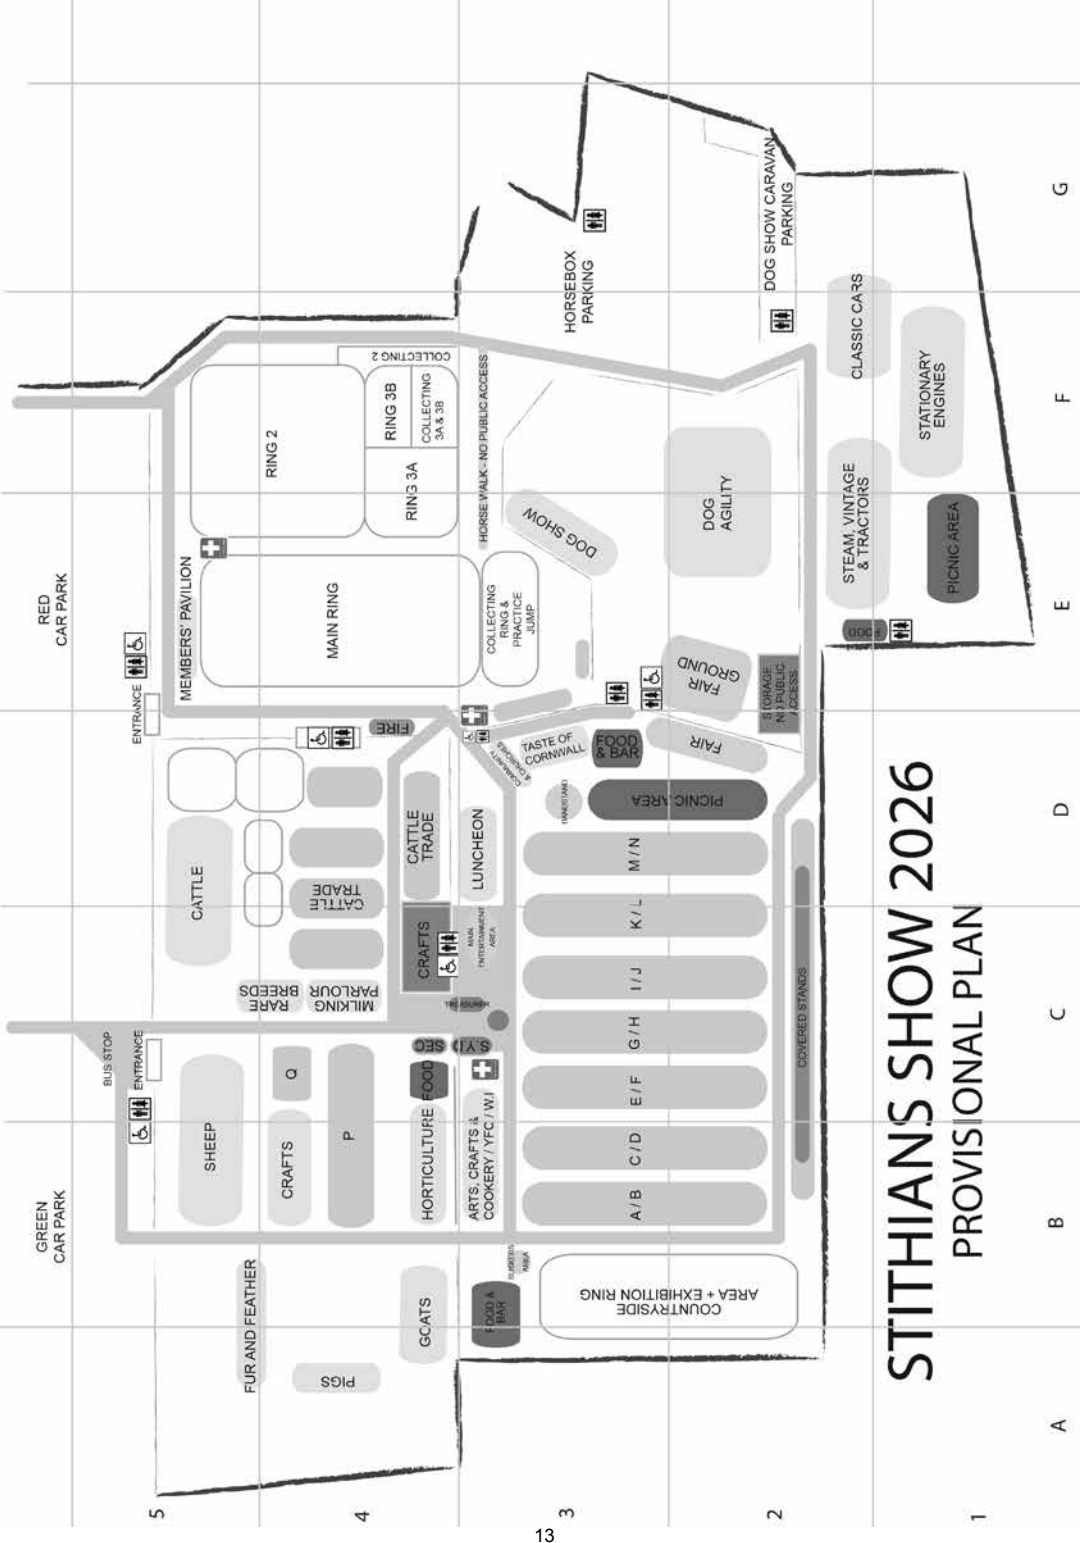 STITHIANS SHOW 2026
PROVISIONAL PLAN
GREEN
CAR PARK
RED
CAR PARK
BUS STOP
ENTRANCE
ENTRANCE
MEMBERS' PAVILION
FUR AND FEATHER
PIGS
GOATS
SHEEP
CRAFTS
Q
P
HORTICULTURE
FOOD
SEC
ARTS, CRAFTS &
COOKERY / YFC / W.I
FOOD &
BAR
AREA
COUNTRYSIDE
AREA + EXHIBITION RING
RARE
BREEDS
MILKING
PARLOUR
CATTLE
CATTLE
TRADE
CATTLE
TRADE
CRAFTS
MAIN
ENTERTAINMENT
AREA
LUNCHEON
FIRE
COMMUNITY
& CHURCHES
TASTE OF
CORNWALL
FOOD
& BAR
BANDSTAND
PICNIC AREA
A / B
C / D
E / F
G / H
I / J
K / L
M / N
COVERED STANDS
FAIR
FAIR
GROUND
STORAGE
NO PUBLIC
ACCESS
MAIN RING
COLLECTING
RING &
PRACTICE
JUMP
RING 2
RING 3A
RING 3B
COLLECTING
3A & 3B
COLLECTING 2
HORSE WALK - NO PUBLIC ACCESS
DOG SHOW
DOG
AGILITY
HORSEBOX
PARKING
DOG SHOW CARAVAN
PARKING
CLASSIC CARS
STATIONARY
ENGINES
STEAM, VINTAGE
& TRACTORS
PICNIC AREA
FOOD
A
B
C
D
E
F
G
5
4
3
2
1
13